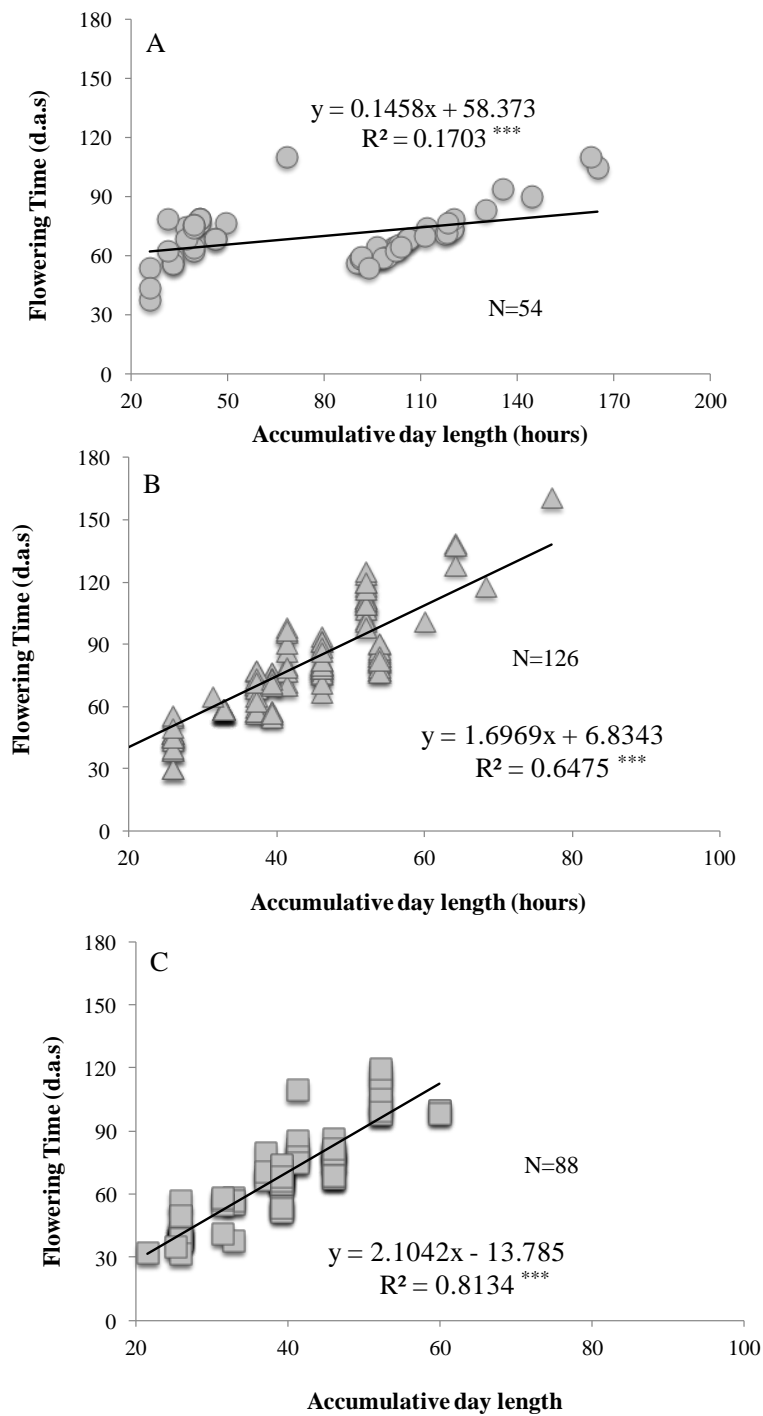 A
180
150
120
90
60
30
0
Flowering Time (d.a.s)
y = 0.1458x + 58.373
R² = 0.1703 ***
N=54
20 50 80 110 140 170 200
Accumulative day length (hours)
B
180
150
120
90
60
30
0
Flowering Time (d.a.s)
N=126
y = 1.6969x + 6.8343
R² = 0.6475 ***
20 40 60 80 100
Accumulative day length (hours)
C
180
150
120
90
60
30
0
Flowering Time (d.a.s)
N=88
y = 2.1042x - 13.785
R² = 0.8134 ***
20 40 60 80 100
Accumulative day length